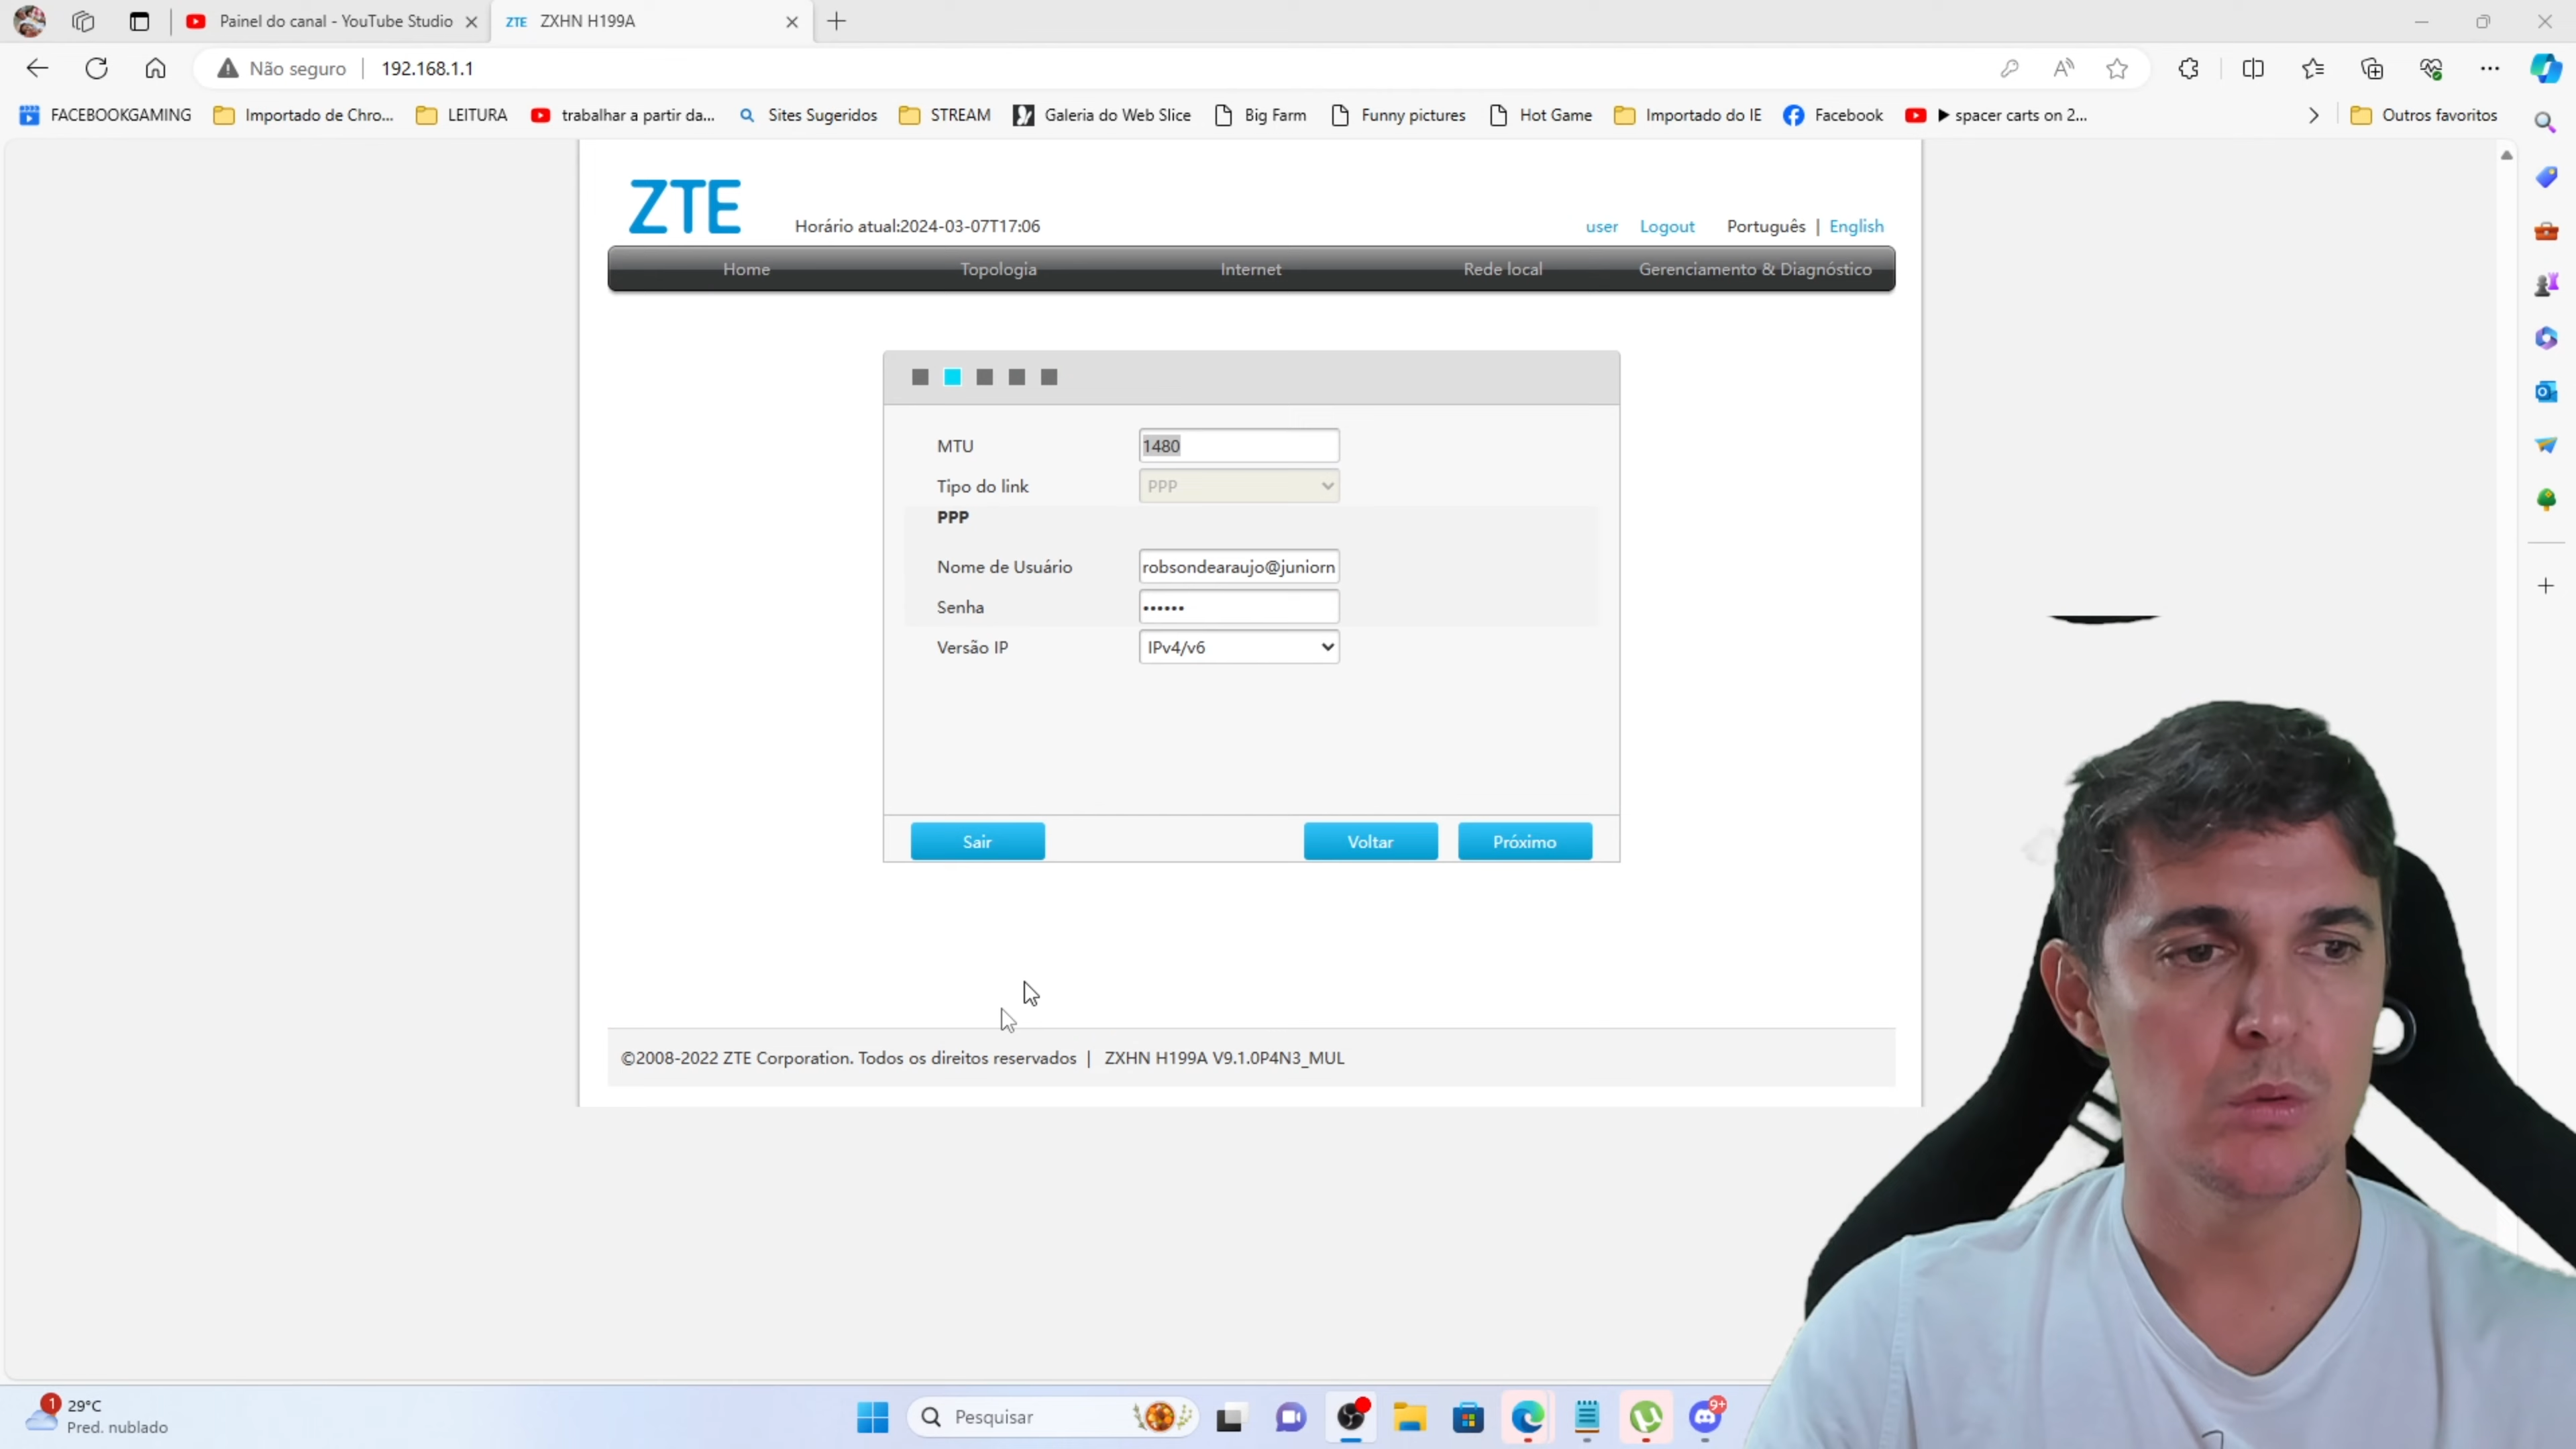 Painel do canal - YouTube Studio
ZTE ZXHN H199A
Não seguro 192.168.1.1
FACEBOOKGAMING Importado de Chro... LEITURA trabalhar a partir da... Sites Sugeridos STREAM Galeria do Web Slice Big Farm Funny pictures Hot Game Importado do IE Facebook ▶ spacer carts on 2... Outros favoritos
ZTE
Horário atual:2024-03-07T17:06
user Logout Português | English
Home Topologia Internet Rede local Gerenciamento & Diagnóstico
MTU 1480
Tipo do link PPP
PPP
Nome de Usuário robsondearaujo@juniorn
Senha ••••••
Versão IP IPv4/v6
Sair Voltar Próximo
©2008-2022 ZTE Corporation. Todos os direitos reservados | ZXHN H199A V9.1.0P4N3_MUL
1 29°C
Pred. nublado
Pesquisar
9+